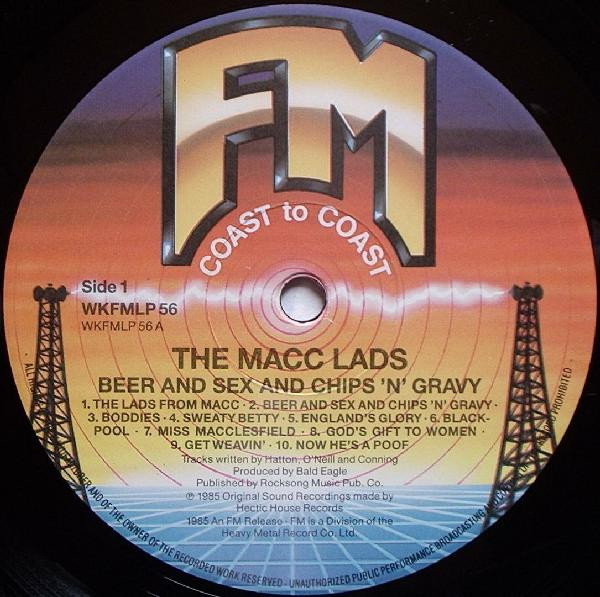 FM
COAST to COAST
Side 1
WKFMLP 56
WKFMLP 56 A
THE MACC LADS
BEER AND SEX AND CHIPS 'N' GRAVY
1. THE LADS FROM MACC · 2. BEER AND SEX AND CHIPS 'N' GRAVY ·
3. BODDIES · 4. SWEATY BETTY · 5. ENGLAND'S GLORY · 6. BLACK-
POOL · 7. MISS MACCLESFIELD · 8. GOD'S GIFT TO WOMEN ·
9. GET WEAVIN' · 10. NOW HE'S A POOF
Tracks written by Hatton, O'Neill and Conning
Produced by Bald Eagle
Published by Rocksong Music Pub. Co.
℗ 1985 Original Sound Recordings made by
Hectic House Records
1985 An FM Release · FM is a Division of the
Heavy Metal Record Co. Ltd.
· ALL AND OF THE OWNER OF THE RECORDED WORK RESERVED – UNAUTHORIZED PUBLIC PERFORMANCE BROADCASTING PROHIBITED ·